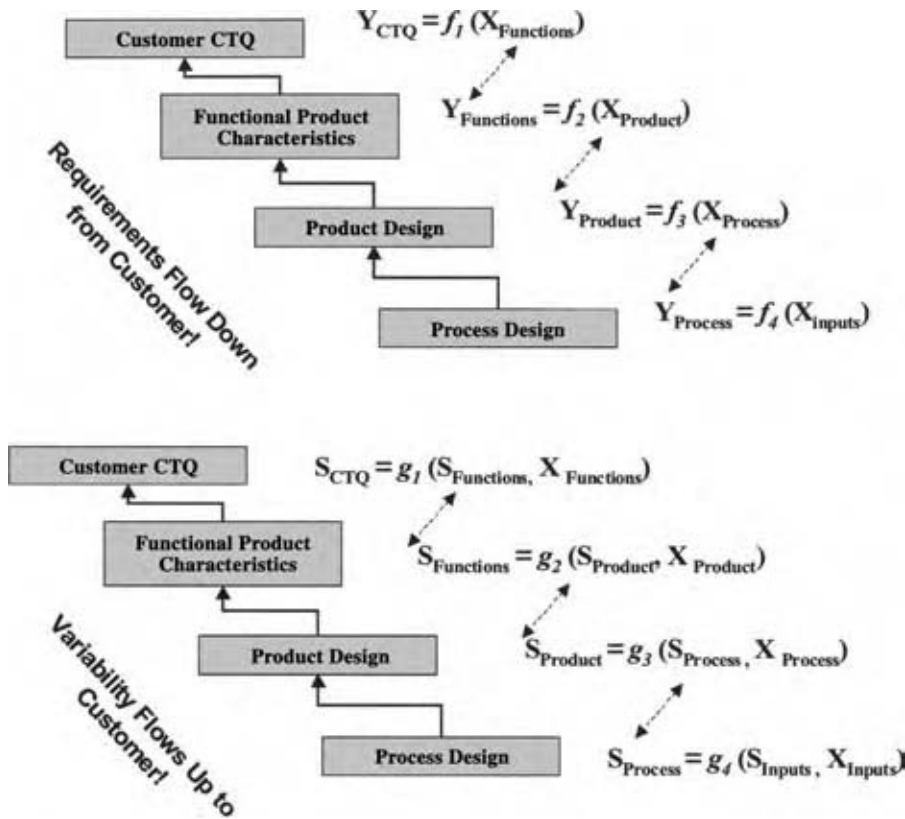 Customer CTQ
Y_CTQ = f_1 (X_Functions)
Functional Product
Characteristics
Y_Functions = f_2 (X_Product)
Product Design
Y_Product = f_3 (X_Process)
Process Design
Y_Process = f_4 (X_inputs)
Requirements Flow Down
from Customer!
Customer CTQ
S_CTQ = g_1 (S_Functions, X_Functions)
Functional Product
Characteristics
S_Functions = g_2 (S_Product, X_Product)
Product Design
S_Product = g_3 (S_Process, X_Process)
Process Design
S_Process = g_4 (S_Inputs, X_Inputs)
Variability Flows Up to
Customer!